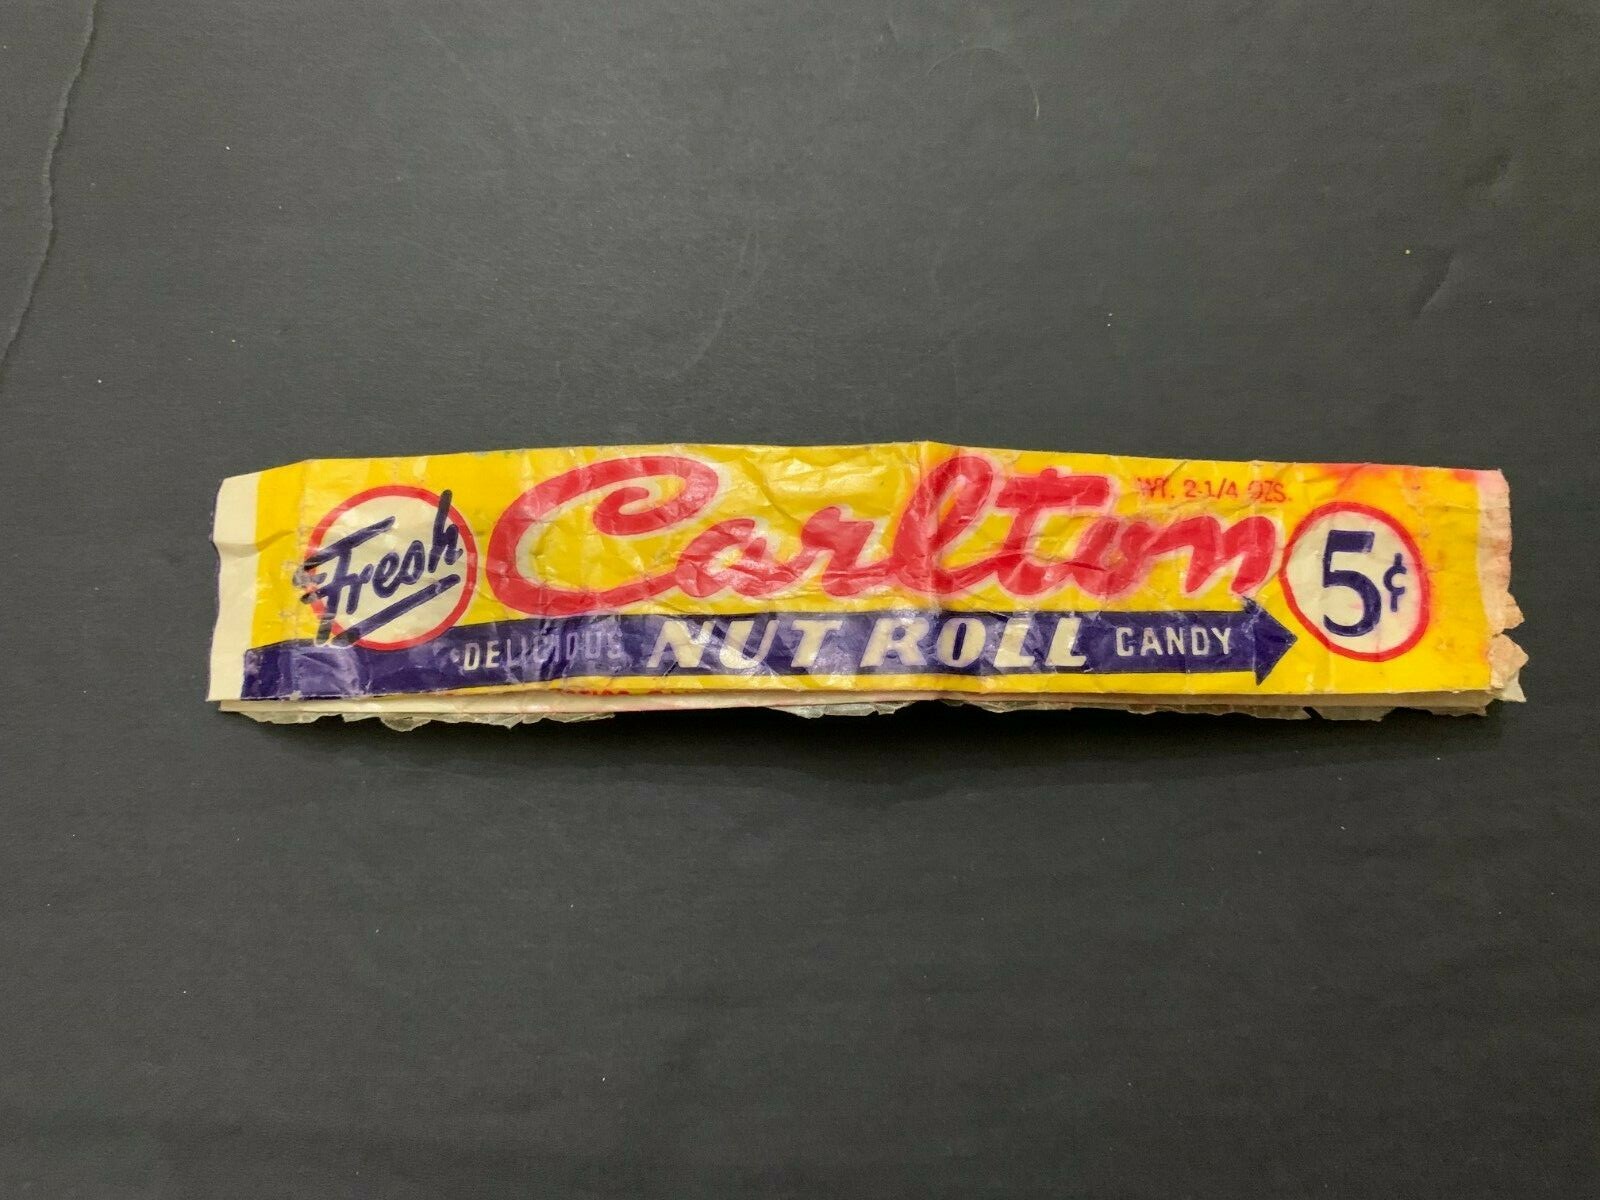 Fresh
Carlton
WT. 2-1/4 OZS.
5¢
DELICIOUS NUT ROLL CANDY